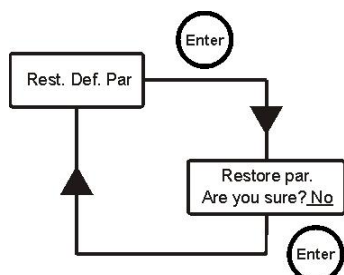 Enter
Rest. Def. Par
Restore par.
Are you sure? No
Enter